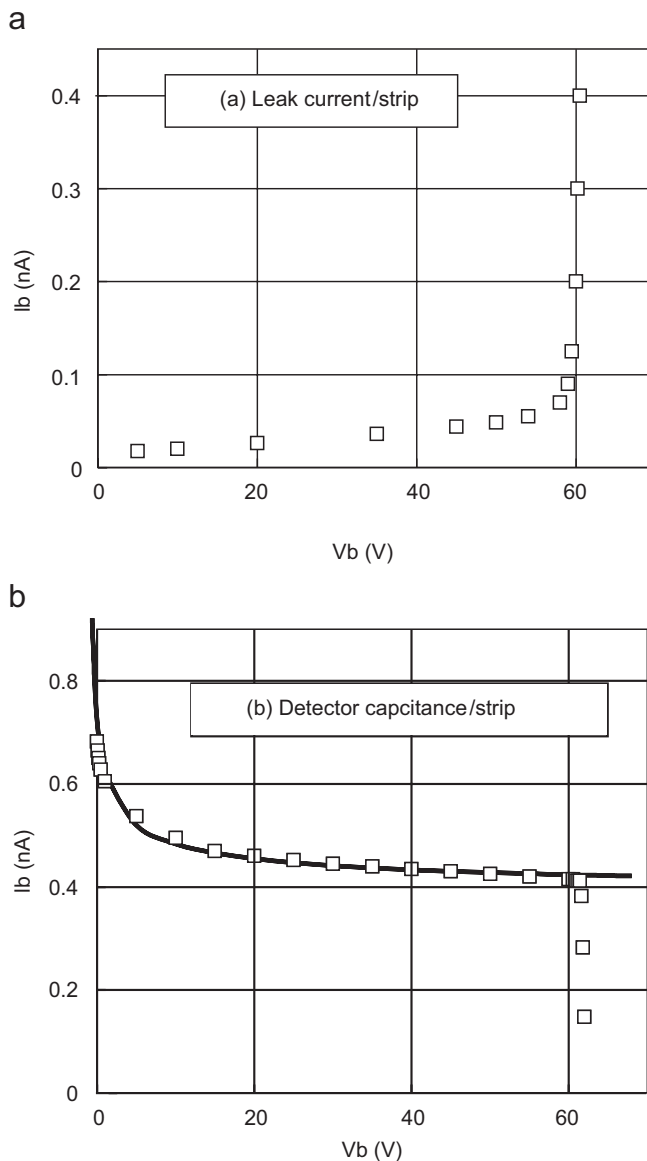 a
(a) Leak current/strip
0.4
0.3
0.2
0.1
0
Ib (nA)
0 20 40 60
Vb (V)
b
(b) Detector capcitance/strip
0.8
0.6
0.4
0.2
0
Ib (nA)
0 20 40 60
Vb (V)